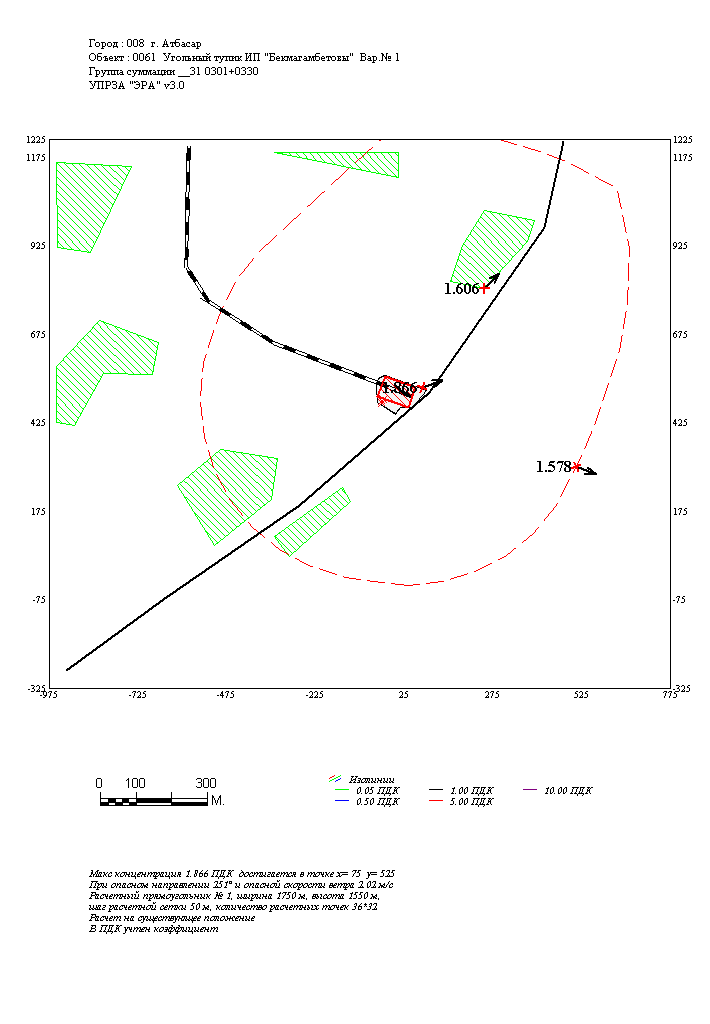 Город : 008 г. Атбасар
Объект : 0061 Угольный тупик ИП "Бекмагамбетовы" Вар.№ 1
Группа суммации __31 0301+0330
УПРЗА "ЭРА" v3.0
1225 1225
1175 1175
925 925
1.606
675 675
1.866
425 425
1.578
175 175
-75 -75
-325 -325
-975 -725 -475 -225 25 275 525 775
0 100 300
М.
Изолинии
0.05 ПДК 1.00 ПДК 10.00 ПДК
0.50 ПДК 5.00 ПДК
Макс концентрация 1.866 ПДК достигается в точке x= 75 y= 525
При опасном направлении 251° и опасной скорости ветра 2.02 м/с
Расчетный прямоугольник № 1, ширина 1750 м, высота 1550 м,
шаг расчетной сетки 50 м, количество расчетных точек 36*32
Расчет на существующее положение
В ПДК учтен коэффициент